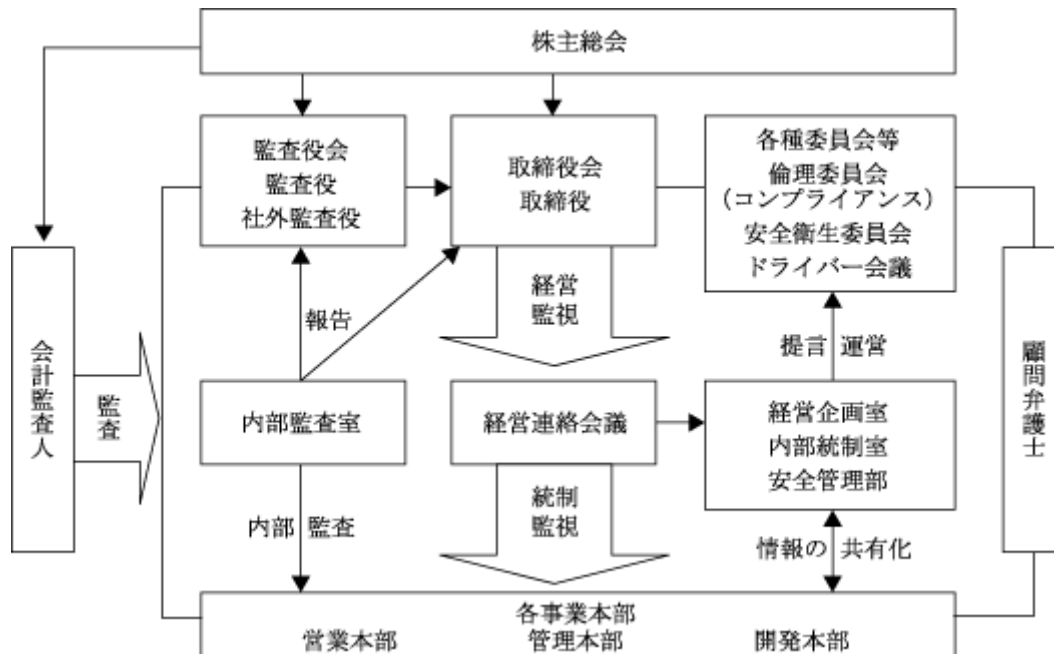 株主総会
監査役会
監査役
社外監査役
取締役会
取締役
各種委員会等
倫理委員会
(コンプライアンス)
安全衛生委員会
ドライバー会議
経営
監視
報告
提言 運営
会計監査人
監査
内部監査室
経営連絡会議
経営企画室
内部統制室
安全管理部
顧問弁護士
内部 監査
統制
監視
情報の 共有化
各事業本部
営業本部 管理本部 開発本部